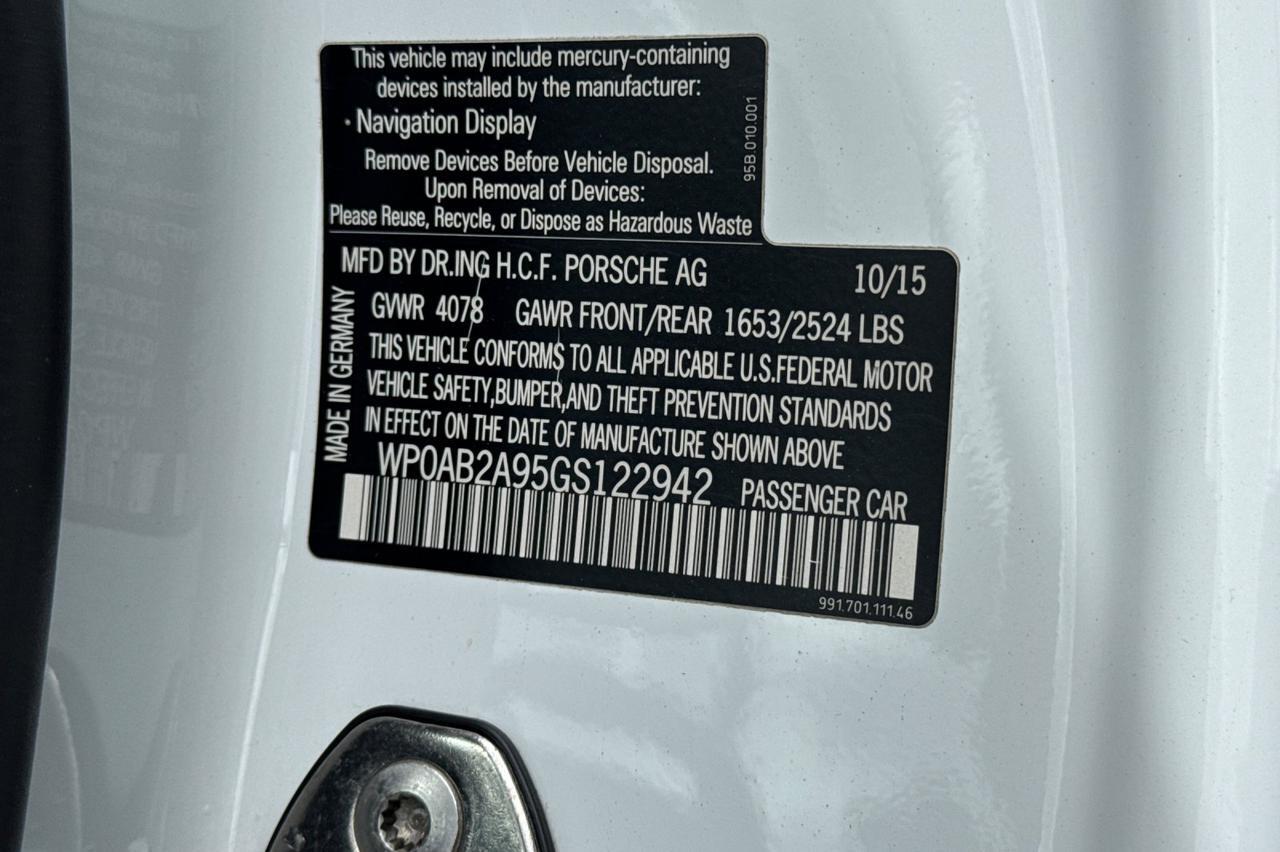 This vehicle may include mercury-containing
devices installed by the manufacturer:
· Navigation Display
Remove Devices Before Vehicle Disposal.
Upon Removal of Devices:
Please Reuse, Recycle, or Dispose as Hazardous Waste
95B.010.001
MFD BY DR.ING H.C.F. PORSCHE AG 10/15
GVWR 4078 GAWR FRONT/REAR 1653/2524 LBS
THIS VEHICLE CONFORMS TO ALL APPLICABLE U.S.FEDERAL MOTOR
VEHICLE SAFETY,BUMPER,AND THEFT PREVENTION STANDARDS
IN EFFECT ON THE DATE OF MANUFACTURE SHOWN ABOVE
MADE IN GERMANY
WP0AB2A95GS122942 PASSENGER CAR
991.701.111.46